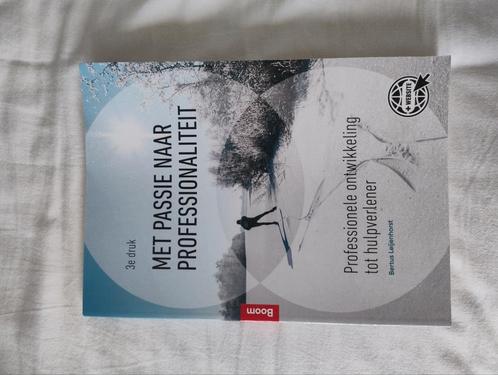 3e druk
MET PASSIE NAAR
PROFESSIONALITEIT
Professionele ontwikkeling
tot hulpverlener
Bertus Leijenhorst
+ WEBSITE
Boom